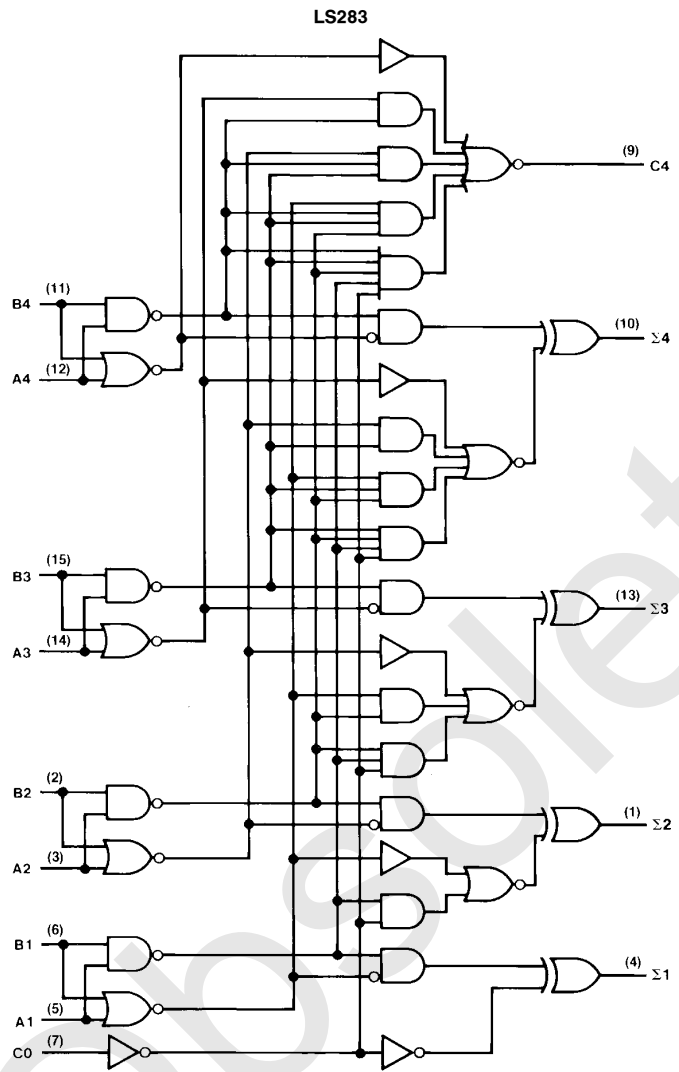 LS283
(9)
C4
(11)
B4
(10)
Σ4
(12)
A4
(15)
B3
(13)
Σ3
(14)
A3
(2)
B2
(1)
Σ2
(3)
A2
(6)
B1
(4)
Σ1
(5)
A1
(7)
C0
obsolet